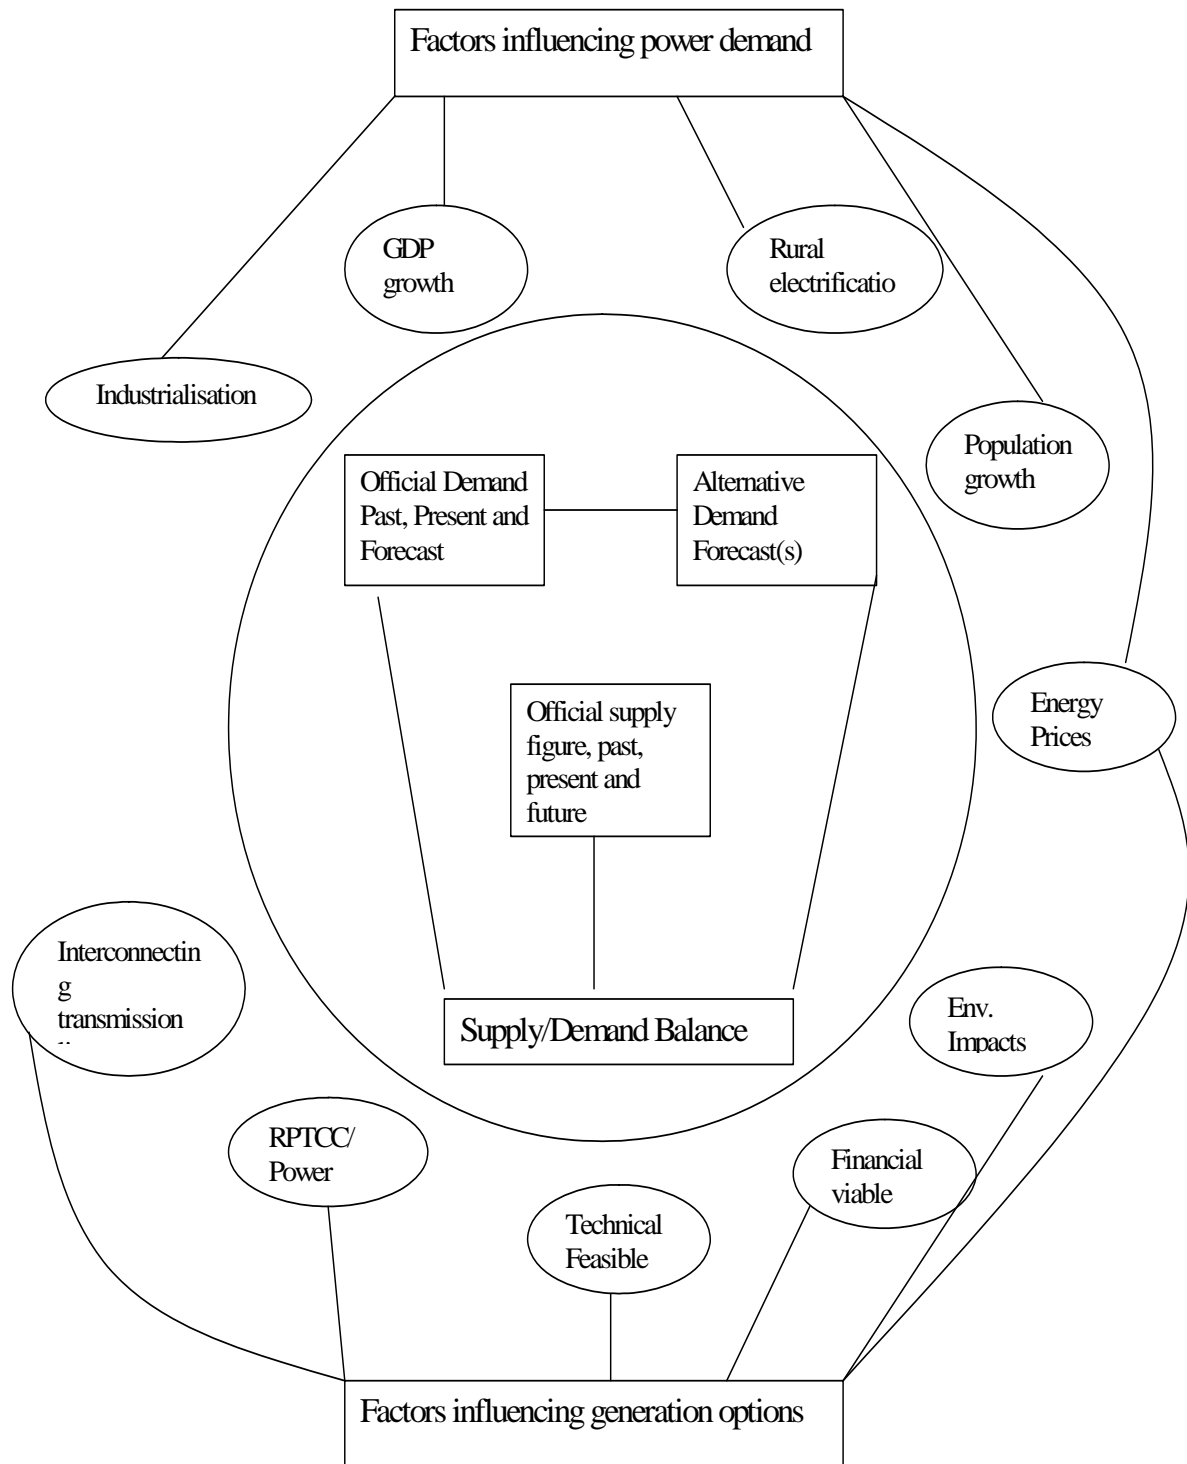 Factors influencing power demand
GDP
growth
Rural
electrificatio
Industrialisation
Population
growth
Official Demand
Past, Present and
Forecast
Alternative
Demand
Forecast(s)
Official supply
figure, past,
present and
future
Energy
Prices
Interconnectin
g
transmission
Supply/Demand Balance
Env.
Impacts
RPTCC/
Power
Financial
viable
Technical
Feasible
Factors influencing generation options